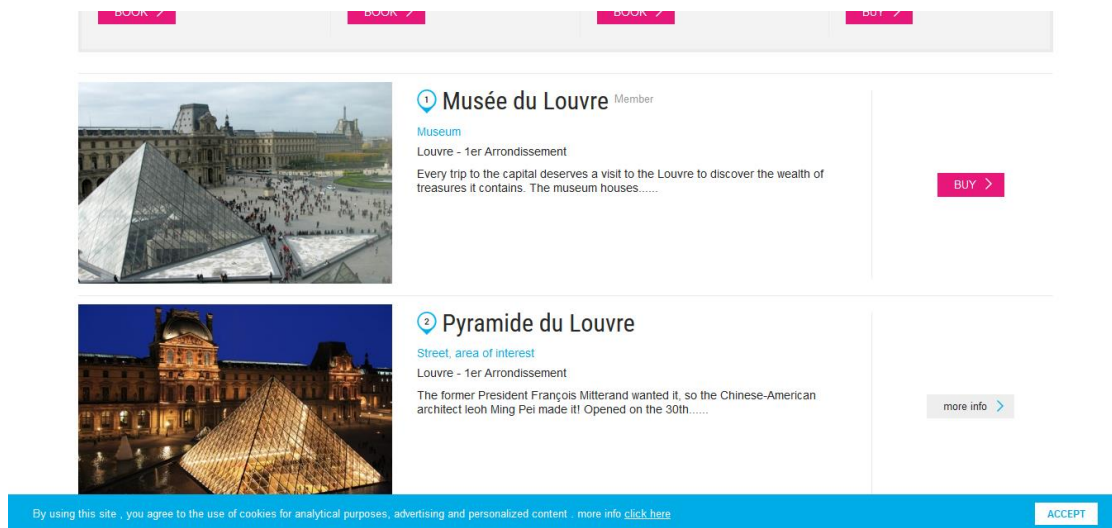 BOOK
BOOK
BOOK
BUY
1 Musée du Louvre Member
Museum
Louvre - 1er Arrondissement
Every trip to the capital deserves a visit to the Louvre to discover the wealth of
treasures it contains. The museum houses......
BUY
2 Pyramide du Louvre
Street, area of interest
Louvre - 1er Arrondissement
The former President François Mitterand wanted it, so the Chinese-American
architect Ieoh Ming Pei made it! Opened on the 30th......
more info
By using this site , you agree to the use of cookies for analytical purposes, advertising and personalized content . more info click here
ACCEPT